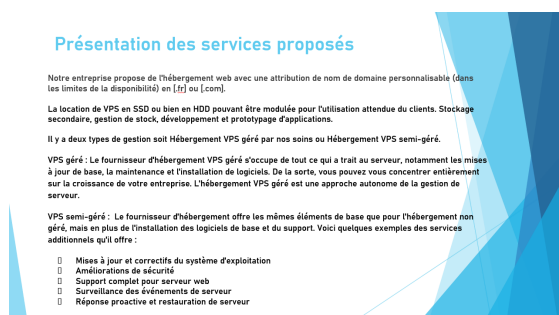 Présentation des services proposés
Notre entreprise propose de l'hébergement web avec une attribution de nom de domaine personnalisable (dans
les limites de la disponibilité) en [.fr] ou [.com].
La location de VPS en SSD ou bien en HDD pouvant être modulée pour l'utilisation attendue du clients. Stockage
secondaire, gestion de stock, développement et prototypage d'applications.
Il y a deux types de gestion soit Hébergement VPS géré par nos soins ou Hébergement VPS semi-géré.
VPS géré : Le fournisseur d'hébergement VPS géré s'occupe de tout ce qui a trait au serveur, notamment les mises
à jour de base, la maintenance et l'installation de logiciels. De la sorte, vous pouvez vous concentrer entièrement
sur la croissance de votre entreprise. L'hébergement VPS géré est une approche autonome de la gestion de
serveur.
VPS semi-géré : Le fournisseur d'hébergement offre les mêmes éléments de base que pour l'hébergement non
géré, mais en plus de l'installation des logiciels de base et du support. Voici quelques exemples des services
additionnels qu'il offre :
Mises à jour et correctifs du système d'exploitation
Améliorations de sécurité
Support complet pour serveur web
Surveillance des événements de serveur
Réponse proactive et restauration de serveur